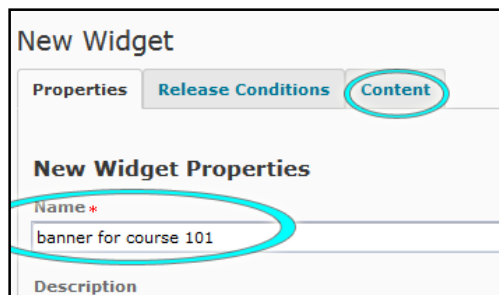 New Widget
Properties Release Conditions Content
New Widget Properties
Name *
banner for course 101
Description